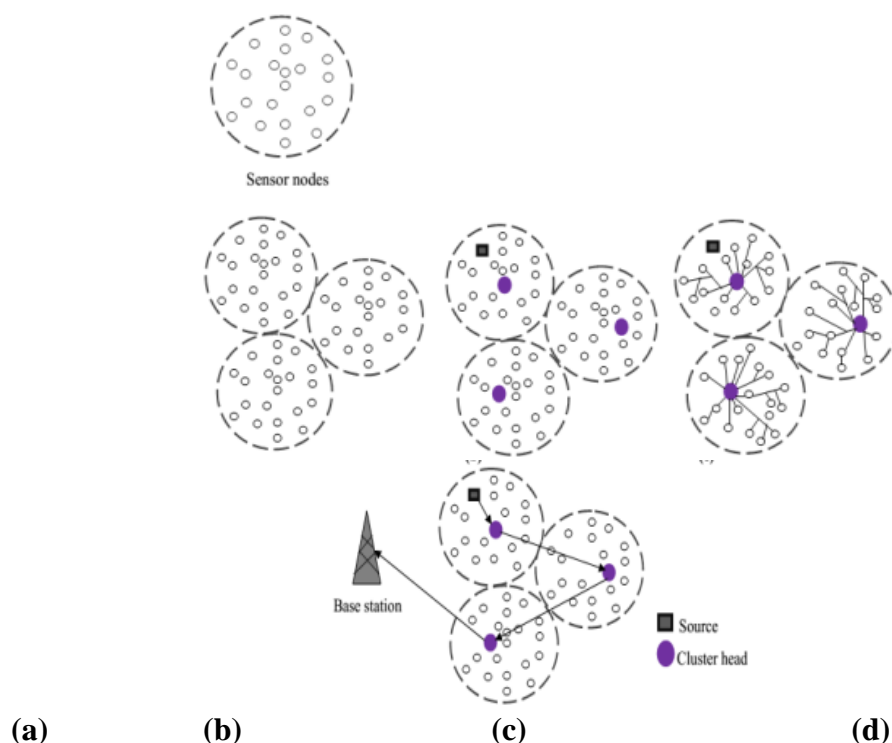 Sensor nodes
Base station
Source
Cluster head
(a) (b) (c) (d)